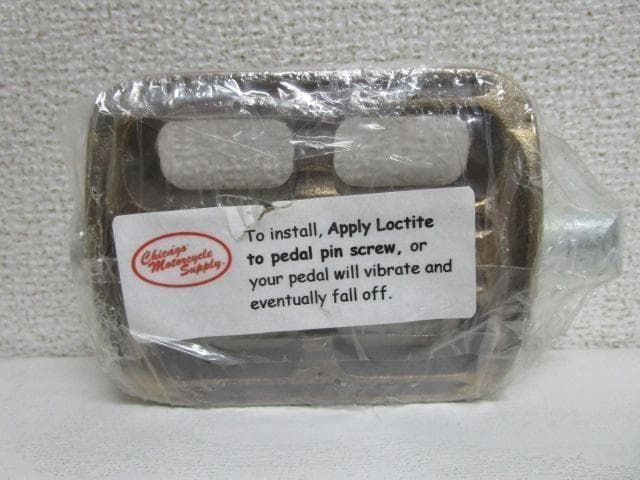 Chicago
Motorcycle
Supply
To install, Apply Loctite
to pedal pin screw, or
your pedal will vibrate and
eventually fall off.